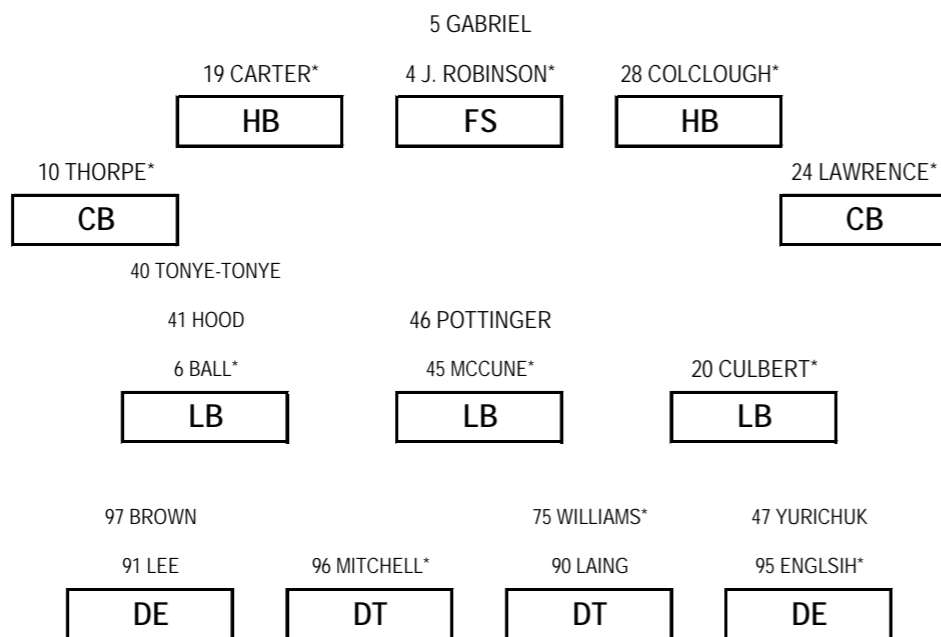 5 GABRIEL
19 CARTER* 4 J. ROBINSON* 28 COLCLOUGH*
HB FS HB
10 THORPE* 24 LAWRENCE*
CB CB
40 TONYE-TONYE
41 HOOD 46 POTTINGER
6 BALL* 45 MCCUNE* 20 CULBERT*
LB LB LB
97 BROWN 75 WILLIAMS* 47 YURICHUK
91 LEE 96 MITCHELL* 90 LAING 95 ENGLSIH*
DE DT DT DE